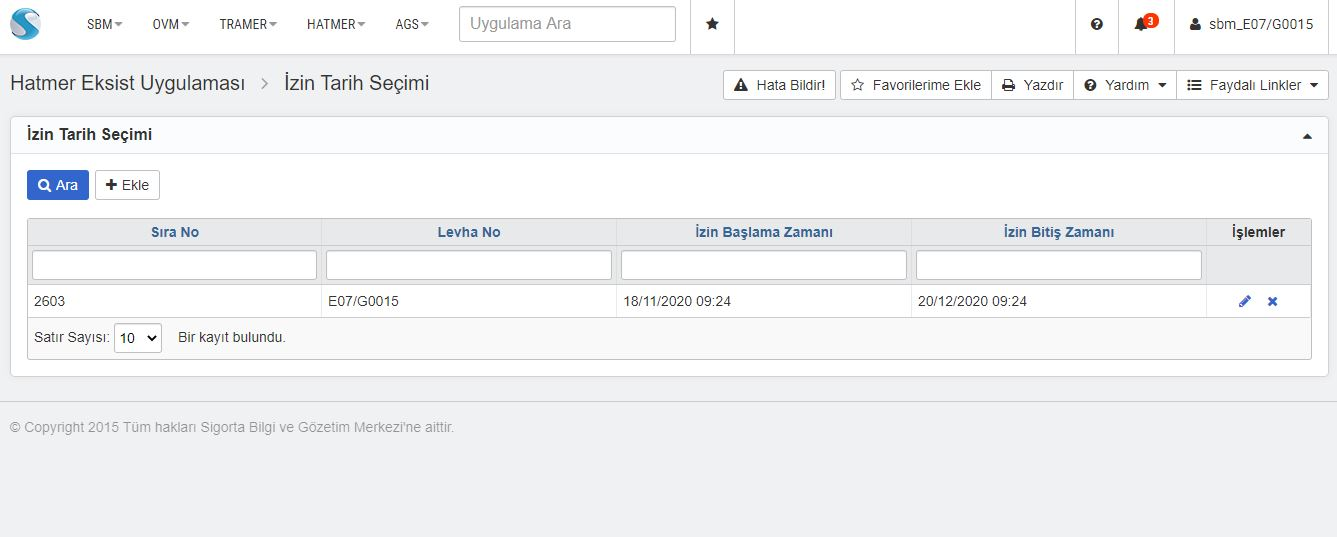 SBM OVM TRAMER HATMER AGS Uygulama Ara 3 sbm_E07/G0015
Hatmer Eksist Uygulaması > İzin Tarih Seçimi Hata Bildir! Favorilerime Ekle Yazdır Yardım Faydalı Linkler
İzin Tarih Seçimi
Ara Ekle
Sıra No Levha No İzin Başlama Zamanı İzin Bitiş Zamanı İşlemler
2603 E07/G0015 18/11/2020 09:24 20/12/2020 09:24
Satır Sayısı: 10 Bir kayıt bulundu.
© Copyright 2015 Tüm hakları Sigorta Bilgi ve Gözetim Merkezi'ne aittir.